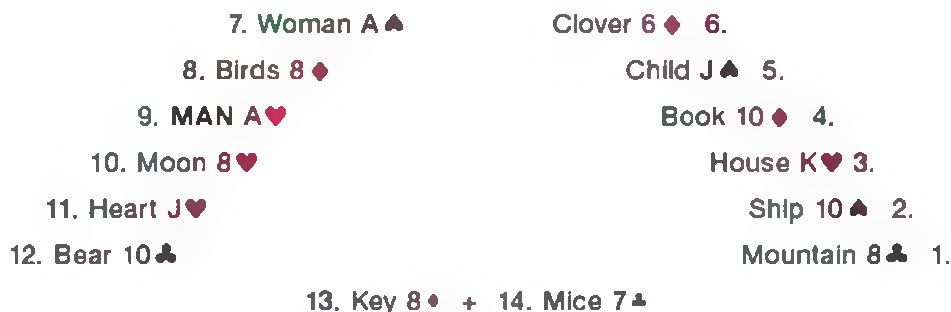 7. Woman A♠ Clover 6♦ 6.
8. Birds 8♦ Child J♠ 5.
9. MAN A♥ Book 10♦ 4.
10. Moon 8♥ House K♥ 3.
11. Heart J♥ Ship 10♠ 2.
12. Bear 10♣ Mountain 8♣ 1.
13. Key 8♦ + 14. Mice 7♣